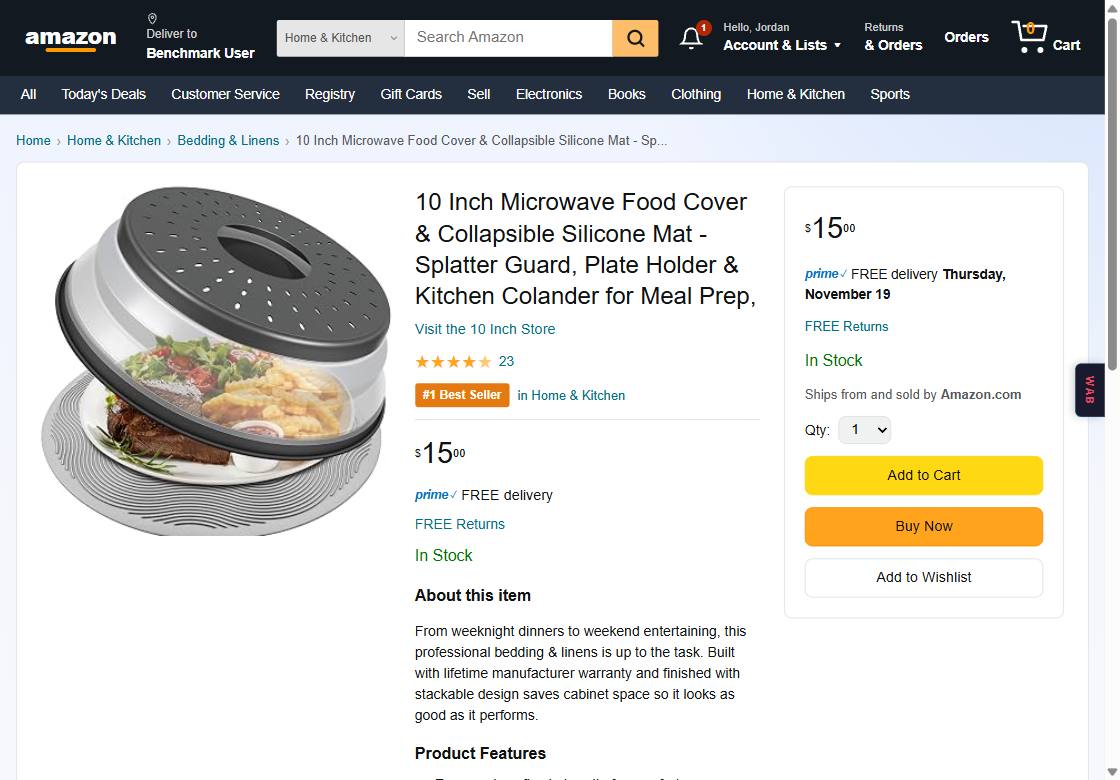 amazon
Deliver to
Benchmark User
Home & Kitchen
Search Amazon
1
Hello, Jordan
Account & Lists
Returns
& Orders
Orders
0
Cart
All
Today's Deals
Customer Service
Registry
Gift Cards
Sell
Electronics
Books
Clothing
Home & Kitchen
Sports
Home › Home & Kitchen › Bedding & Linens › 10 Inch Microwave Food Cover & Collapsible Silicone Mat - Sp...
10 Inch Microwave Food Cover
& Collapsible Silicone Mat -
Splatter Guard, Plate Holder &
Kitchen Colander for Meal Prep,
Visit the 10 Inch Store
23
#1 Best Seller in Home & Kitchen
$15 00
prime FREE delivery
FREE Returns
In Stock
About this item
From weeknight dinners to weekend entertaining, this
professional bedding & linens is up to the task. Built
with lifetime manufacturer warranty and finished with
stackable design saves cabinet space so it looks as
good as it performs.
Product Features
$15 00
prime FREE delivery Thursday,
November 19
FREE Returns
In Stock
Ships from and sold by Amazon.com
Qty: 1
Add to Cart
Buy Now
Add to Wishlist
WAB